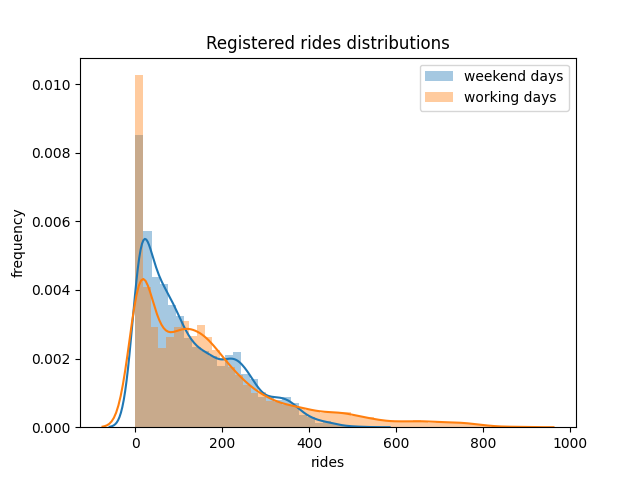 Registered rides distributions
weekend days
working days
frequency
0.010
0.008
0.006
0.004
0.002
0.000
0
200
400
600
800
1000
rides